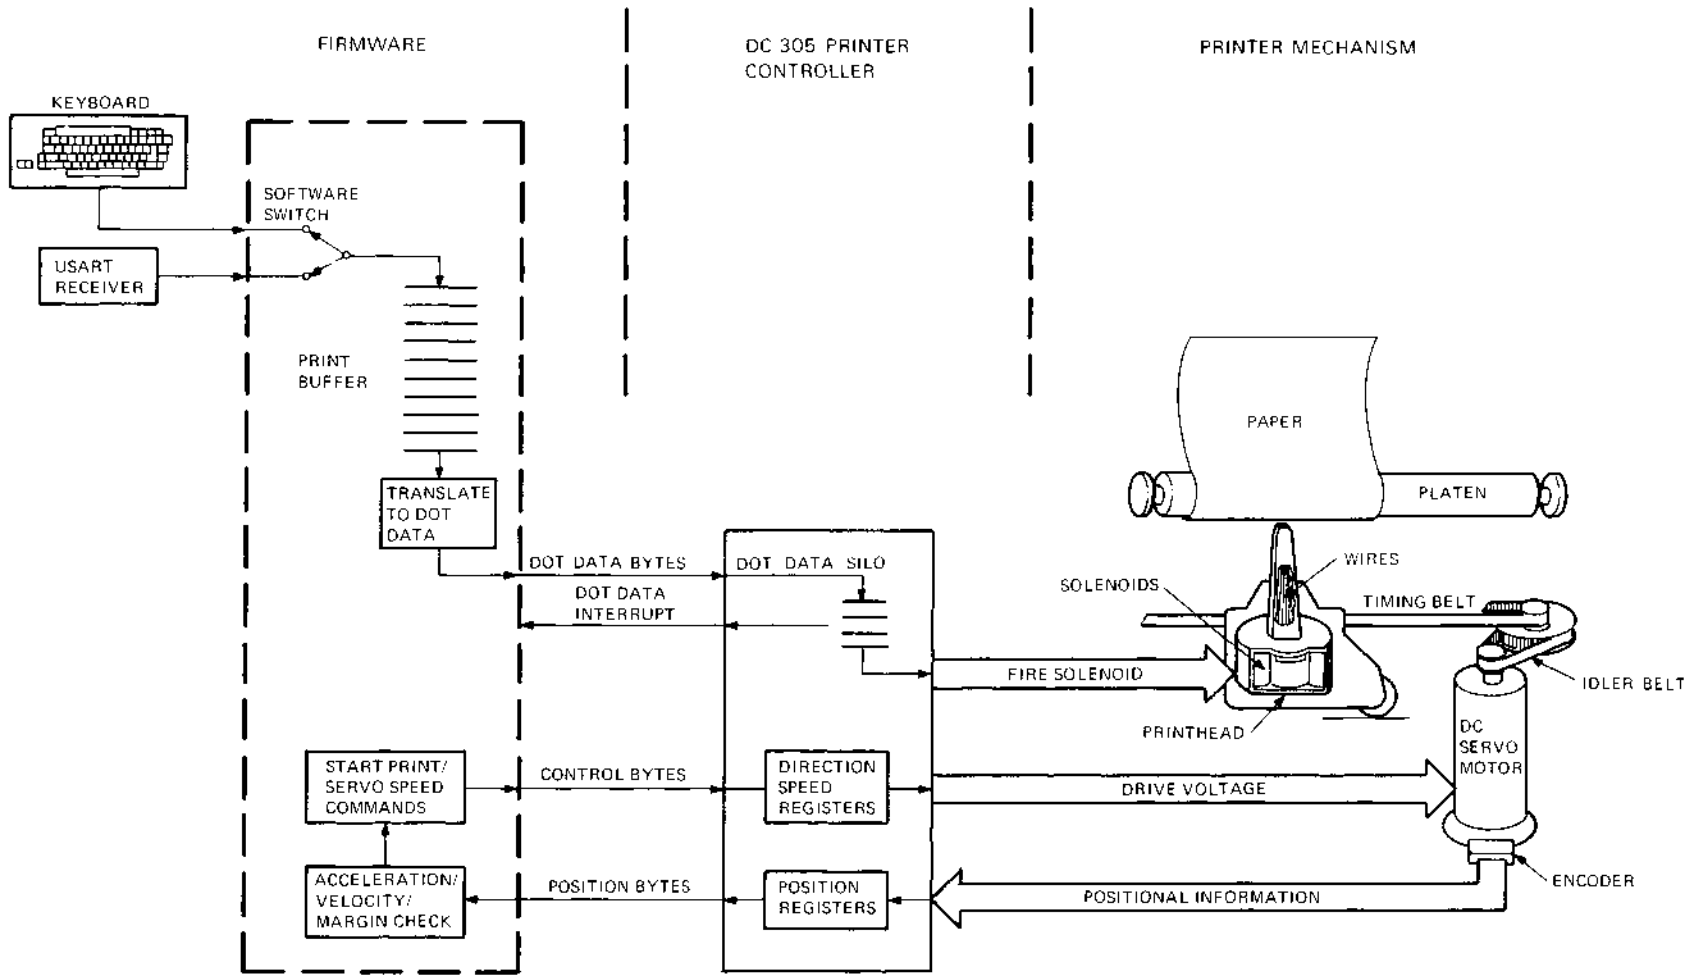 FIRMWARE
DC 305 PRINTER
CONTROLLER
PRINTER MECHANISM
KEYBOARD
SOFTWARE
SWITCH
USART
RECEIVER
PRINT
BUFFER
PAPER
PLATEN
TRANSLATE
TO DOT
DATA
DOT DATA BYTES
DOT DATA SILO
DOT DATA
INTERRUPT
WIRES
SOLENOIDS
TIMING BELT
FIRE SOLENOID
IDLER BELT
PRINTHEAD
DC
SERVO
MOTOR
START PRINT/
SERVO SPEED
COMMANDS
CONTROL BYTES
DIRECTION
SPEED
REGISTERS
DRIVE VOLTAGE
ENCODER
ACCELERATION/
VELOCITY/
MARGIN CHECK
POSITION BYTES
POSITION
REGISTERS
POSITIONAL INFORMATION